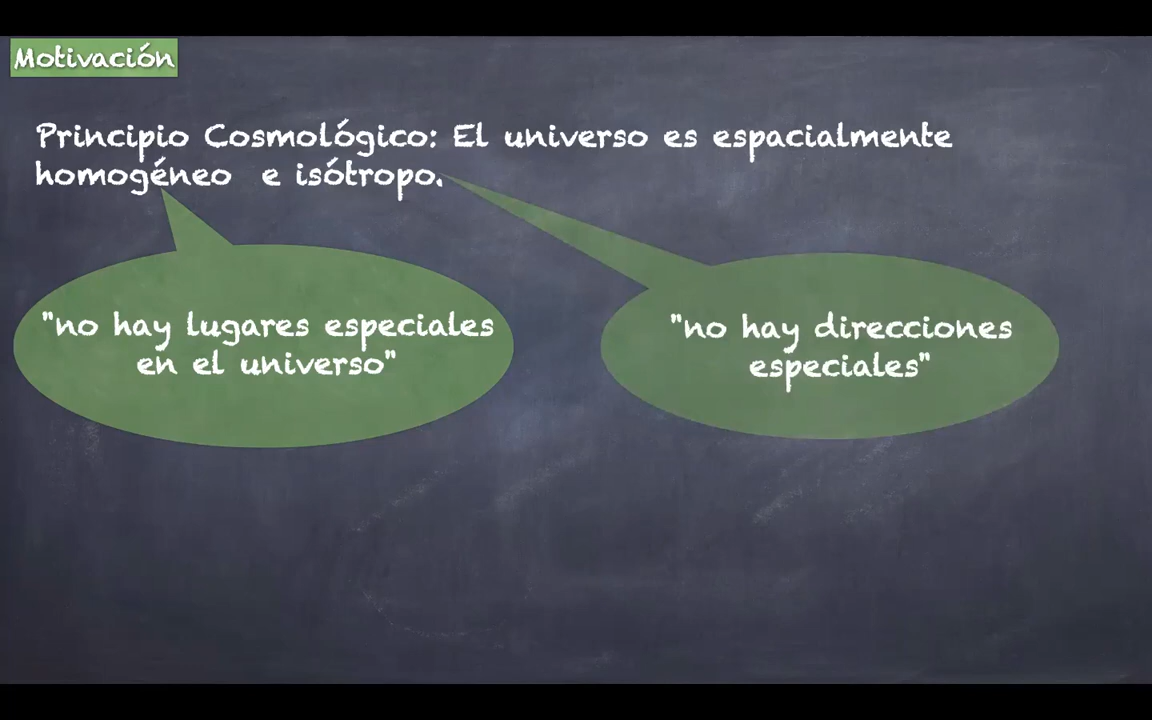 Motivación
Principio Cosmológico: El universo es espacialmente
homogéneo e isótropo.
"no hay lugares especiales
en el universo"
"no hay direcciones
especiales"